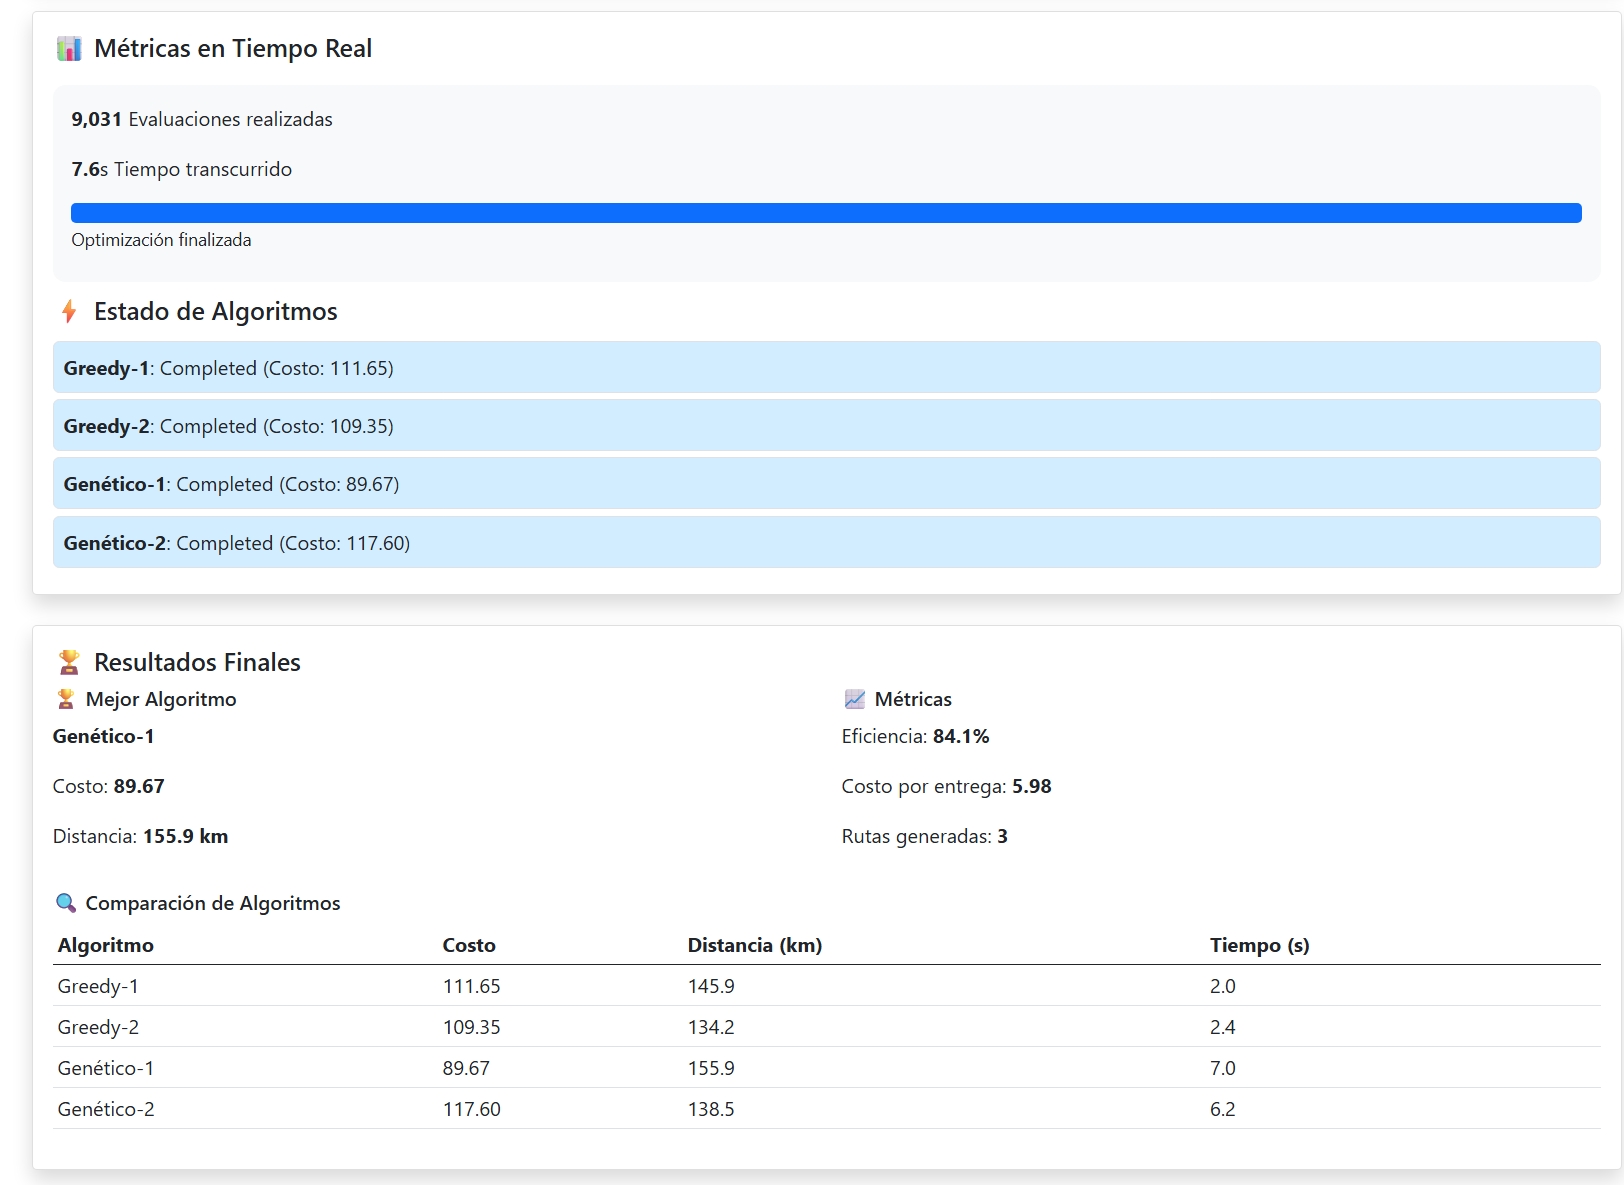 Métricas en Tiempo Real
9,031 Evaluaciones realizadas
7.6s Tiempo transcurrido
Optimización finalizada
Estado de Algoritmos
Greedy-1: Completed (Costo: 111.65)
Greedy-2: Completed (Costo: 109.35)
Genético-1: Completed (Costo: 89.67)
Genético-2: Completed (Costo: 117.60)
Resultados Finales
Mejor Algoritmo
Genético-1
Costo: 89.67
Distancia: 155.9 km
Métricas
Eficiencia: 84.1%
Costo por entrega: 5.98
Rutas generadas: 3
Comparación de Algoritmos
Algoritmo Costo Distancia (km) Tiempo (s)
Greedy-1 111.65 145.9 2.0
Greedy-2 109.35 134.2 2.4
Genético-1 89.67 155.9 7.0
Genético-2 117.60 138.5 6.2